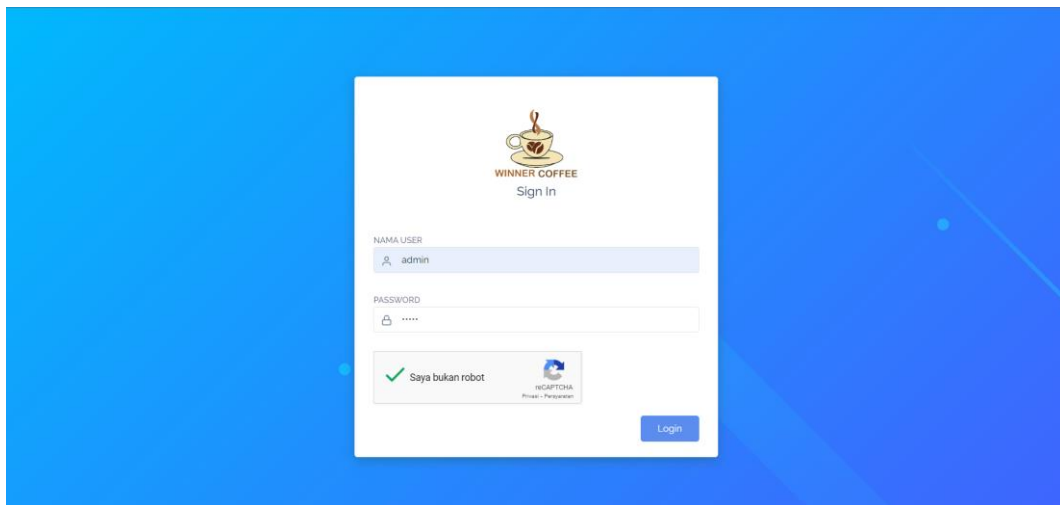 WINNER COFFEE
Sign In
NAMA USER
admin
PASSWORD
•••••
Saya bukan robot
reCAPTCHA
Privasi - Persyaratan
Login